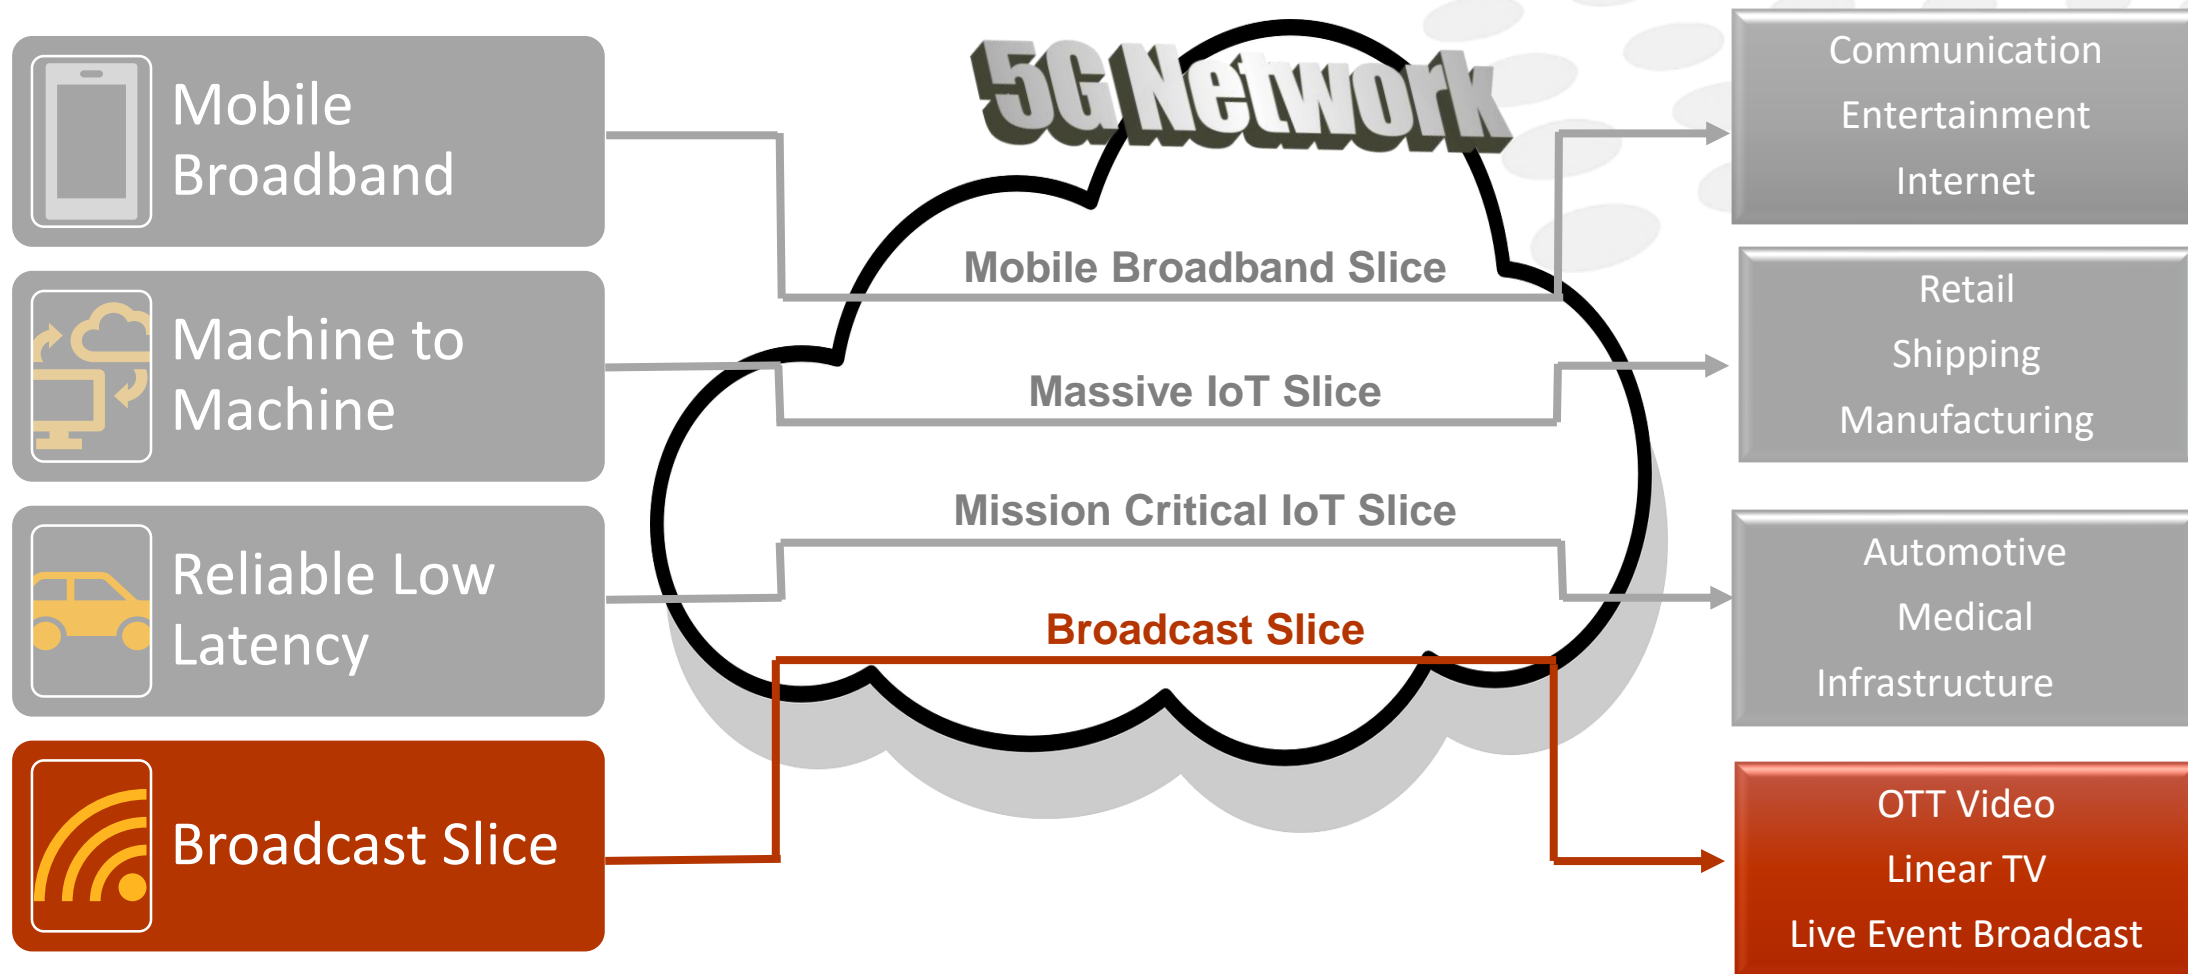 5G Network
Mobile
Broadband
Mobile Broadband Slice
Communication
Entertainment
Internet
Machine to
Machine
Massive IoT Slice
Retail
Shipping
Manufacturing
Reliable Low
Latency
Mission Critical IoT Slice
Automotive
Medical
Infrastructure
Broadcast Slice
Broadcast Slice
OTT Video
Linear TV
Live Event Broadcast